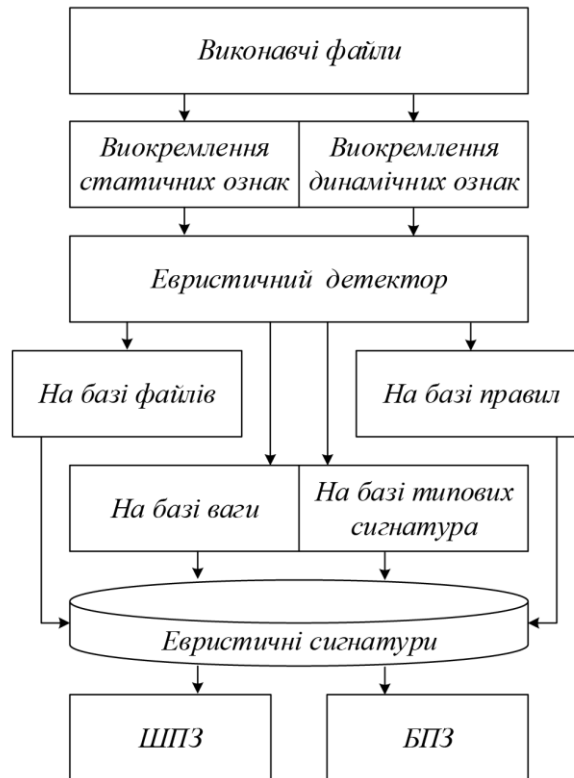 Виконавчі файли
Виокремлення
статичних ознак
Виокремлення
динамічних ознак
Евристичний детектор
На базі файлів
На базі правил
На базі ваги
На базі типових
сигнатура
Евристичні сигнатури
ШПЗ
БПЗ